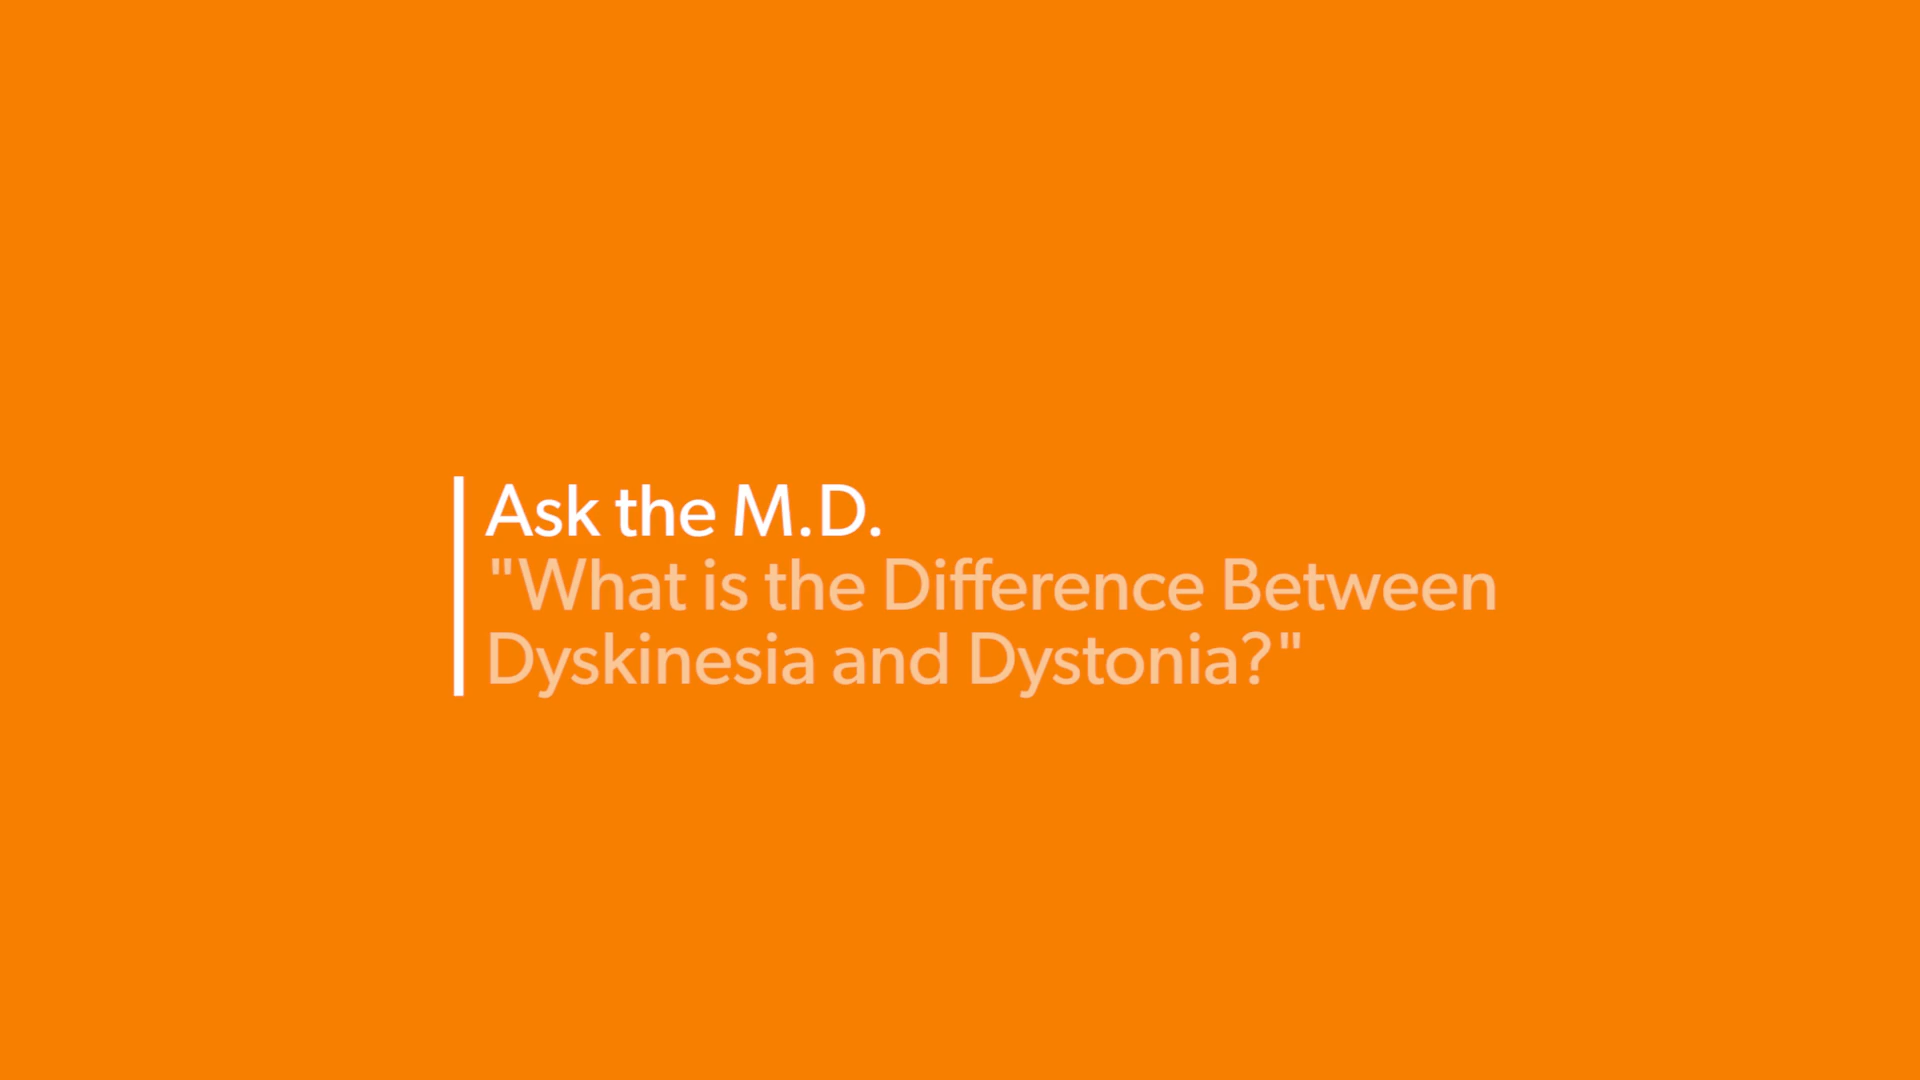 Ask the M.D.
"What is the Difference Between
Dyskinesia and Dystonia?"